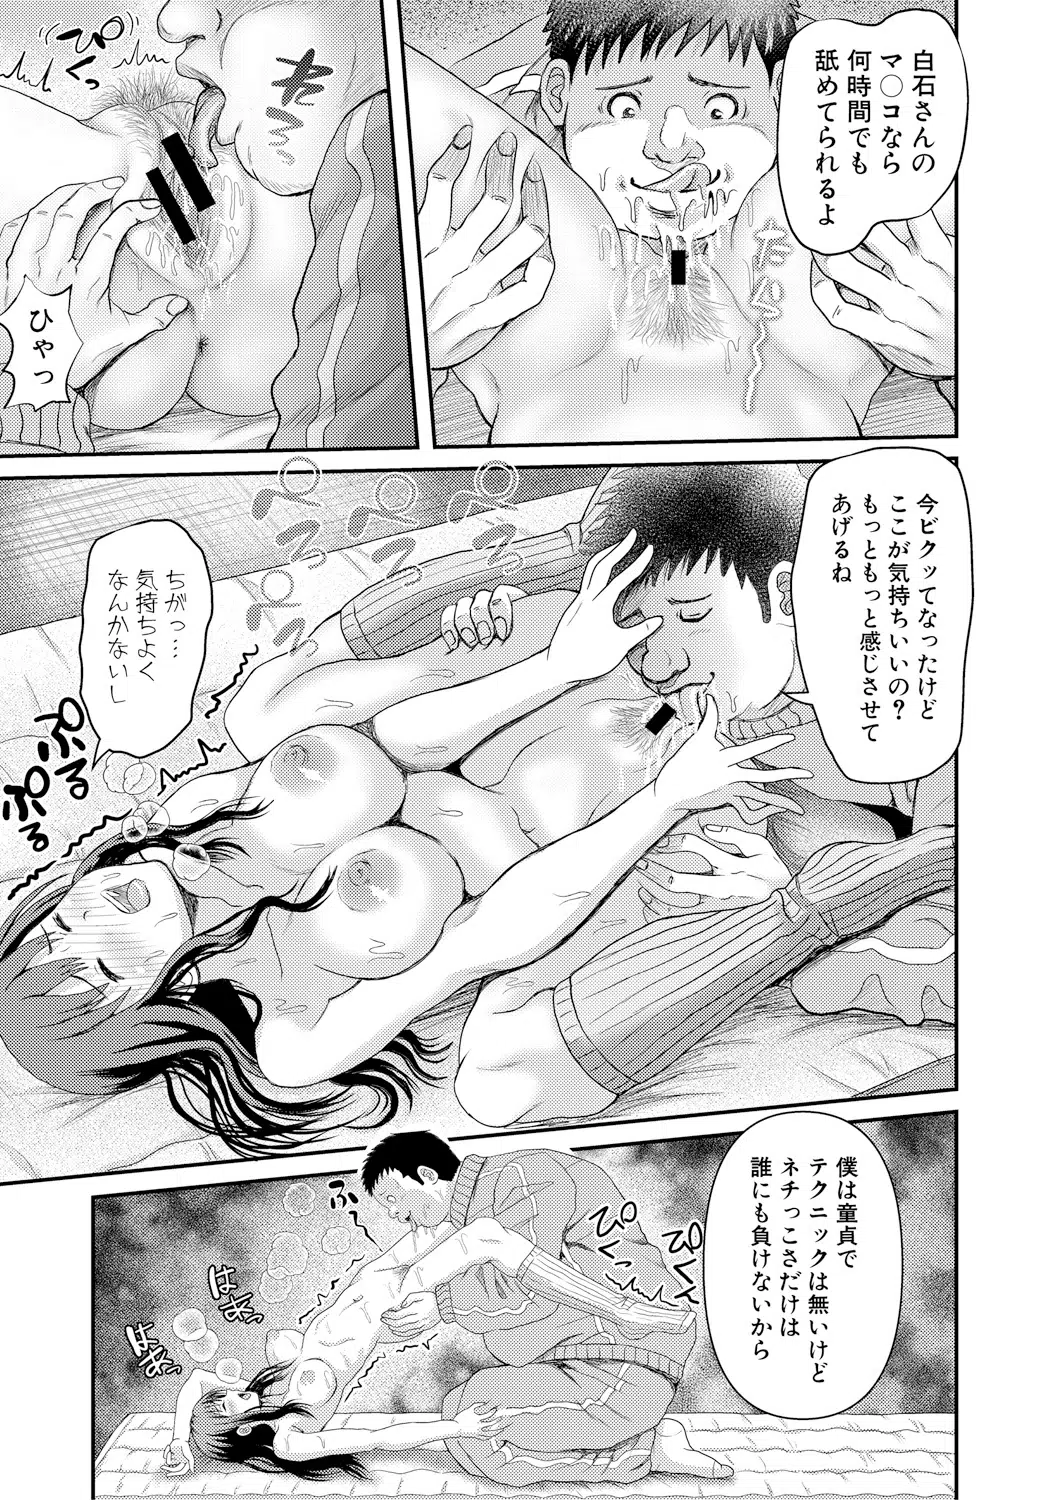 白石さんの
マ〇コなら
何時間でも
舐めてられるよ
たぷ～
ぴくっ
ひゃっ
今ビクッてなったけど
ここが気持ちいいの？
もっともっと感じさせて
あげるね
ぺろ
ぺろ
ぺろ
ちがっ…
気持ちよく
なんかないし
ぷる
ぷる
僕は童貞で
テクニックは無いけど
ネチっこさだけは
誰にも負けないから
ぴくん
ぴくっ
ふー
はぁっ
はぁっ